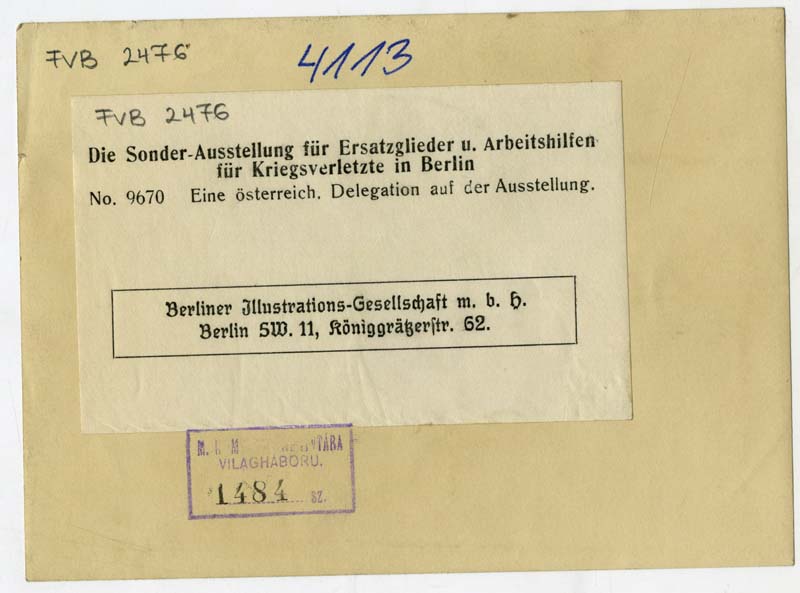 FVB 2476
4113
FVB 2476
Die Sonder-Ausstellung für Ersatzglieder u. Arbeitshilfen
für Kriegsverletzte in Berlin
No. 9670 Eine österreich. Delegation auf der Ausstellung.
Berliner Illustrations-Gesellschaft m. b. H.
Berlin SW. 11, Königgrätzerstr. 62.
M.
VILÁGHÁBORU.
1484 SZ.